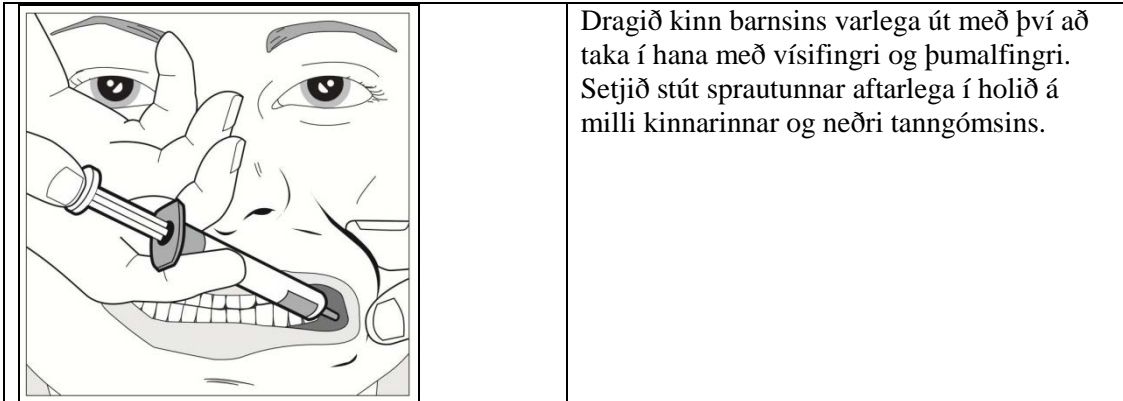 Dragið kinn barnsins varlega út með því að
taka í hana með vísifingri og þumalfingri.
Setjið stút sprautunnar aftarlega í holið á
milli kinnarinnar og neðri tanngómsins.